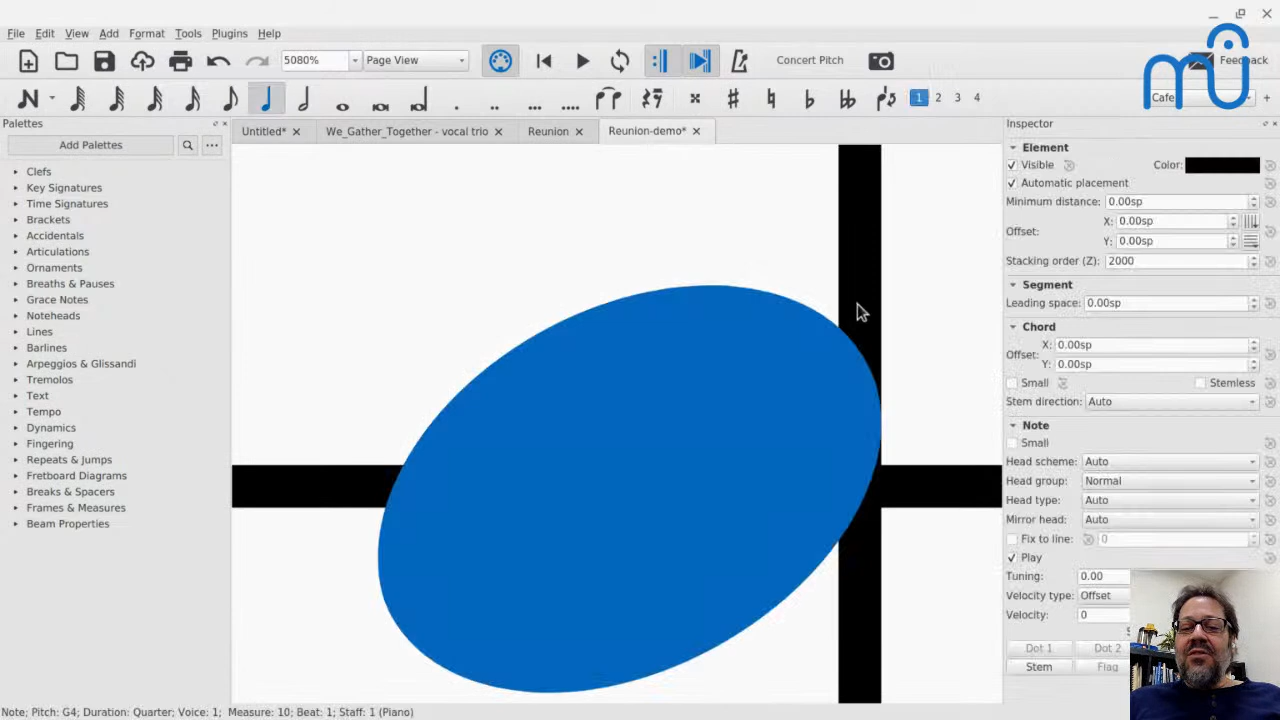 File Edit View Add Format Tools Plugins Help
5080% Page View Concert Pitch Feedback
1 2 3 4 Cafe +
Palettes Untitled* We_Gather_Together - vocal trio Reunion Reunion-demo* Inspector
Add Palettes ...
Clefs
Key Signatures
Time Signatures
Brackets
Accidentals
Articulations
Ornaments
Breaths & Pauses
Grace Notes
Noteheads
Lines
Barlines
Arpeggios & Glissandi
Tremolos
Text
Tempo
Dynamics
Fingering
Repeats & Jumps
Fretboard Diagrams
Breaks & Spacers
Frames & Measures
Beam Properties
Element
Visible Color:
Automatic placement
Minimum distance: 0.00sp
X: 0.00sp
Offset:
Y: 0.00sp
Stacking order (Z): 2000
Segment
Leading space: 0.00sp
Chord
X: 0.00sp
Offset:
Y: 0.00sp
Small Stemless
Stem direction: Auto
Note
Small
Head scheme: Auto
Head group: Normal
Head type: Auto
Mirror head: Auto
Fix to line: 0
Play
Tuning: 0.00
Velocity type: Offset
Velocity: 0
Dot 1 Dot 2
Stem Flag
Note; Pitch: G4; Duration: Quarter; Voice: 1; Measure: 10; Beat: 1; Staff: 1 (Piano)
mu